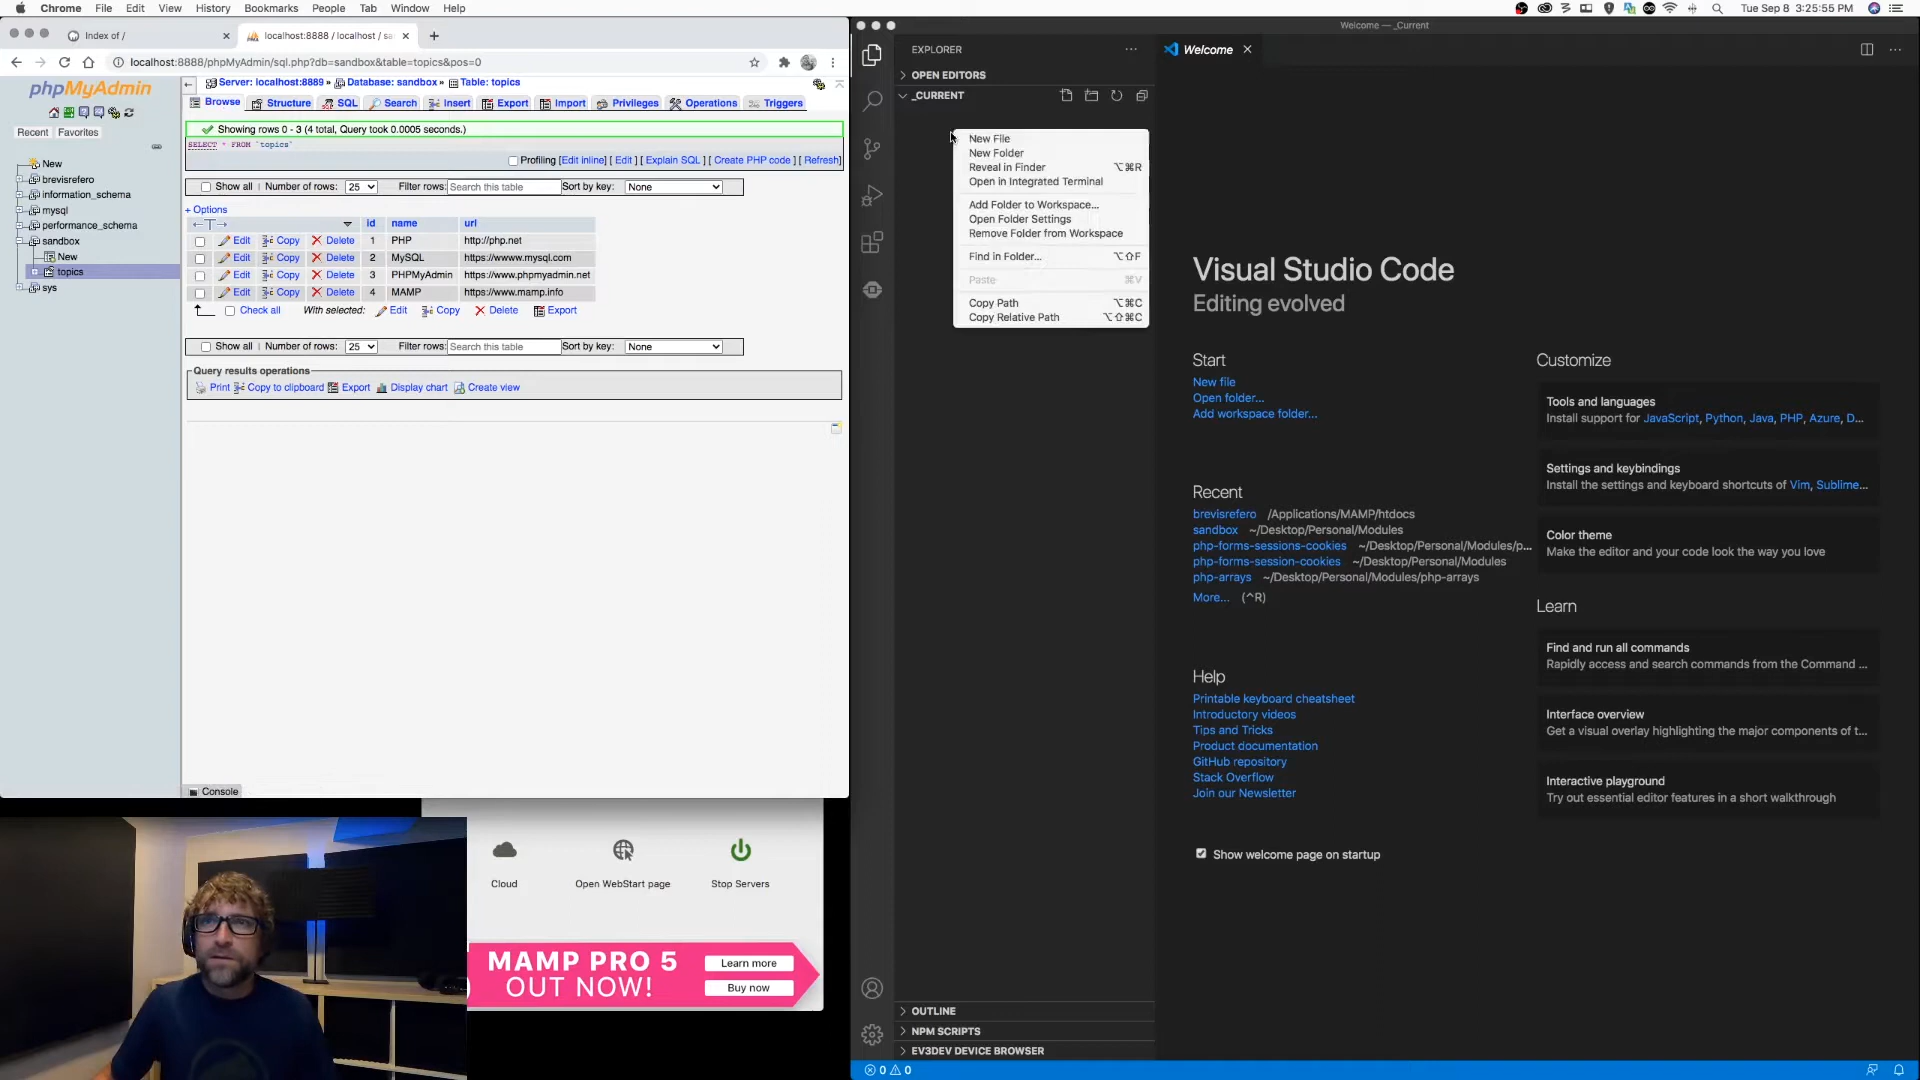 Chrome File Edit View History Bookmarks People Tab Window Help
Tue Sep 8 3:25:55 PM
Index of /
localhost:8888 / localhost / sa
localhost:8888/phpMyAdmin/sql.php?db=sandbox&table=topics&pos=0
phpMyAdmin
Recent Favorites
New
brevisrefero
information_schema
mysql
performance_schema
sandbox
New
topics
sys
Server: localhost:8889 » Database: sandbox » Table: topics
Browse Structure SQL Search Insert Export Import Privileges Operations Triggers
Showing rows 0 - 3 (4 total, Query took 0.0005 seconds.)
SELECT * FROM `topics`
Profiling [Edit inline] [ Edit ] [ Explain SQL ] [ Create PHP code ] [ Refresh]
Show all | Number of rows: 25 Filter rows: Search this table Sort by key: None
+ Options
←T→ id name url
Edit Copy Delete 1 PHP http://php.net
Edit Copy Delete 2 MySQL https://wwww.mysql.com
Edit Copy Delete 3 PHPMyAdmin https://www.phpmyadmin.net
Edit Copy Delete 4 MAMP https://www.mamp.info
Check all With selected: Edit Copy Delete Export
Show all | Number of rows: 25 Filter rows: Search this table Sort by key: None
Query results operations
Print Copy to clipboard Export Display chart Create view
Console
Cloud
Open WebStart page
Stop Servers
MAMP PRO 5
OUT NOW!
Learn more
Buy now
Welcome — _Current
EXPLORER
OPEN EDITORS
_CURRENT
New File
New Folder
Reveal in Finder ⌥⌘R
Open in Integrated Terminal
Add Folder to Workspace...
Open Folder Settings
Remove Folder from Workspace
Find in Folder... ⌥⇧F
Paste ⌘V
Copy Path ⌥⌘C
Copy Relative Path ⌥⇧⌘C
OUTLINE
NPM SCRIPTS
EV3DEV DEVICE BROWSER
0 0
Welcome
Visual Studio Code
Editing evolved
Start
New file
Open folder...
Add workspace folder...
Recent
brevisrefero /Applications/MAMP/htdocs
sandbox ~/Desktop/Personal/Modules
php-forms-sessions-cookies ~/Desktop/Personal/Modules/p...
php-forms-session-cookies ~/Desktop/Personal/Modules
php-arrays ~/Desktop/Personal/Modules/php-arrays
More... (^R)
Help
Printable keyboard cheatsheet
Introductory videos
Tips and Tricks
Product documentation
GitHub repository
Stack Overflow
Join our Newsletter
Show welcome page on startup
Customize
Tools and languages
Install support for JavaScript, Python, Java, PHP, Azure, D...
Settings and keybindings
Install the settings and keyboard shortcuts of Vim, Sublime...
Color theme
Make the editor and your code look the way you love
Learn
Find and run all commands
Rapidly access and search commands from the Command ...
Interface overview
Get a visual overlay highlighting the major components of t...
Interactive playground
Try out essential editor features in a short walkthrough